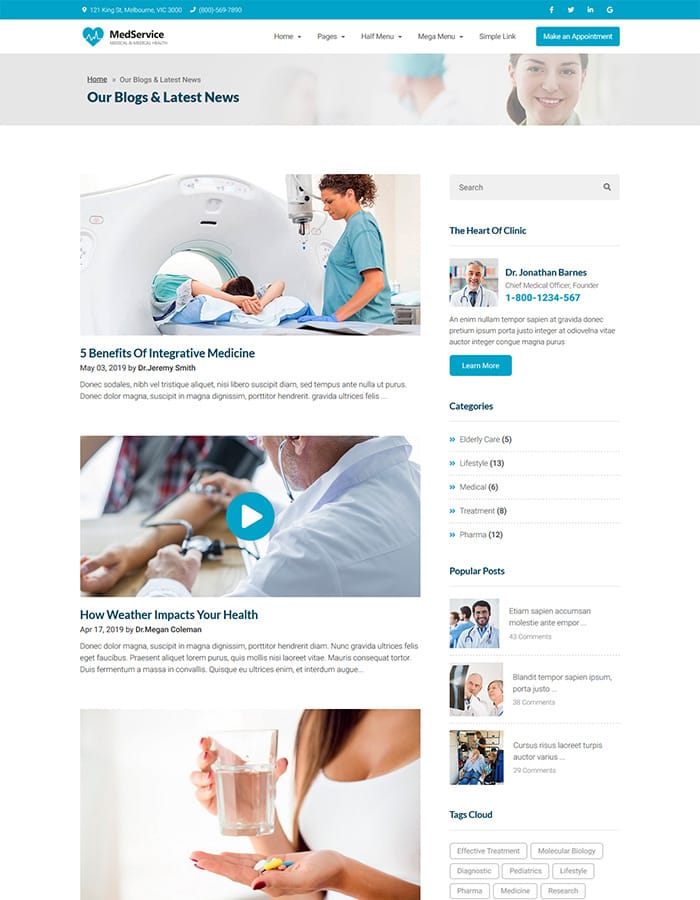 121 King St, Melbourne, VIC 3000 (800)-569-7890
MedService
MEDICAL & MEDICAL HEALTH
Home Pages Half Menu Mega Menu Simple Link Make an Appointment
Home » Our Blogs & Latest News
Our Blogs & Latest News
5 Benefits Of Integrative Medicine
May 03, 2019 by Dr.Jeremy Smith
Donec sodales, nibh vel tristique aliquet, nisi libero suscipit diam, sed tempus ante nulla ut purus.
Donec dolor magna, suscipit in magna dignissim, porttitor hendrerit. gravida ultrices felis ...
How Weather Impacts Your Health
Apr 17, 2019 by Dr.Megan Coleman
Donec dolor magna, suscipit in magna dignissim, porttitor hendrerit diam. Nunc gravida ultrices felis
eget faucibus. Praesent aliquet lorem purus, quis mollis nisi laoreet vitae. Mauris consequat tortor.
Duis fermentum a massa in convallis. Quisque eu ultrices enim, et interdum augue...
Search
The Heart Of Clinic
Dr. Jonathan Barnes
Chief Medical Officer, Founder
1-800-1234-567
An enim nullam tempor sapien at gravida donec
pretium ipsum porta justo integer at odiovelna vitae
auctor integer congue magna purus
Learn More
Categories
Elderly Care (5)
Lifestyle (13)
Medical (6)
Treatment (8)
Pharma (12)
Popular Posts
Etiam sapien accumsan
molestie ante empor ...
43 Comments
Blandit tempor sapien ipsum,
porta justo ...
38 Comments
Cursus risus laoreet turpis
auctor varius ...
29 Comments
Tags Cloud
Effective Treatment Molecular Biology
Diagnostic Pediatrics Lifestyle
Pharma Medicine Research